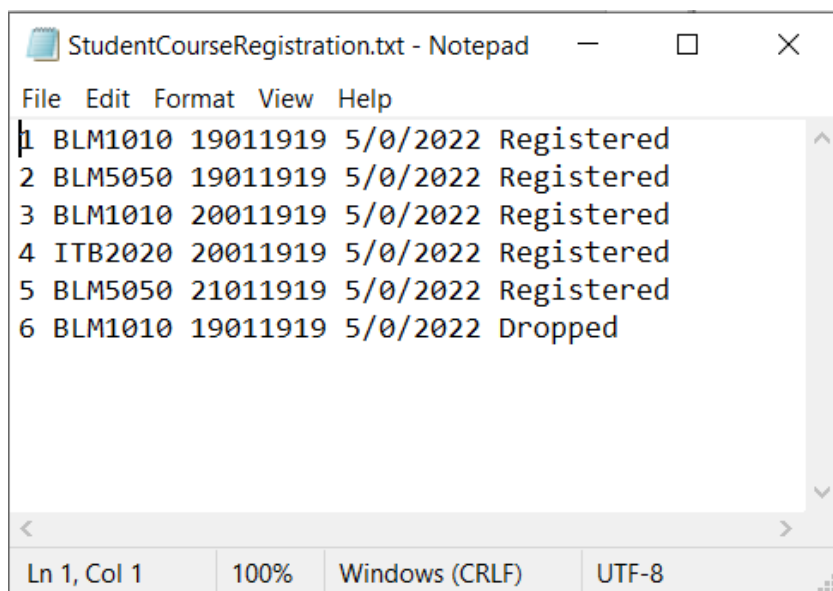 StudentCourseRegistration.txt - Notepad
File Edit Format View Help
1 BLM1010 19011919 5/0/2022 Registered
2 BLM5050 19011919 5/0/2022 Registered
3 BLM1010 20011919 5/0/2022 Registered
4 ITB2020 20011919 5/0/2022 Registered
5 BLM5050 21011919 5/0/2022 Registered
6 BLM1010 19011919 5/0/2022 Dropped
Ln 1, Col 1 100% Windows (CRLF) UTF-8